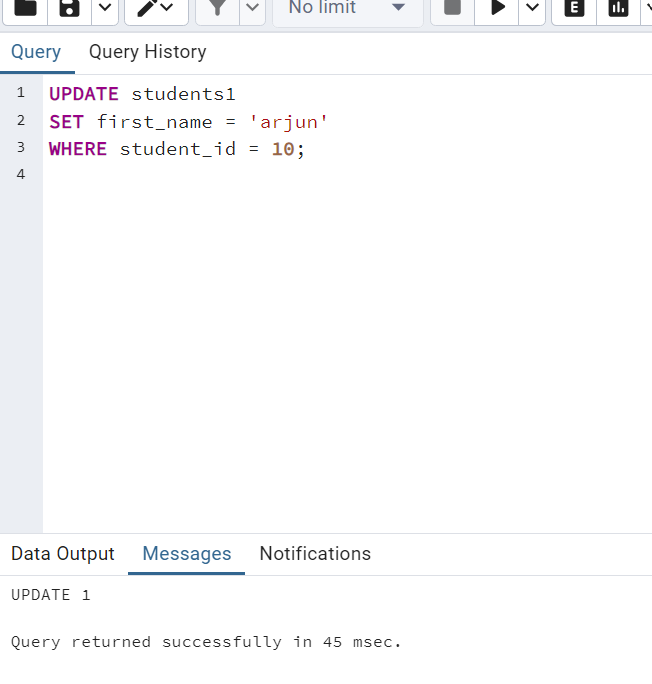 No limit
E
Query Query History
1 UPDATE students1
2 SET first_name = 'arjun'
3 WHERE student_id = 10;
4
Data Output Messages Notifications
UPDATE 1
Query returned successfully in 45 msec.